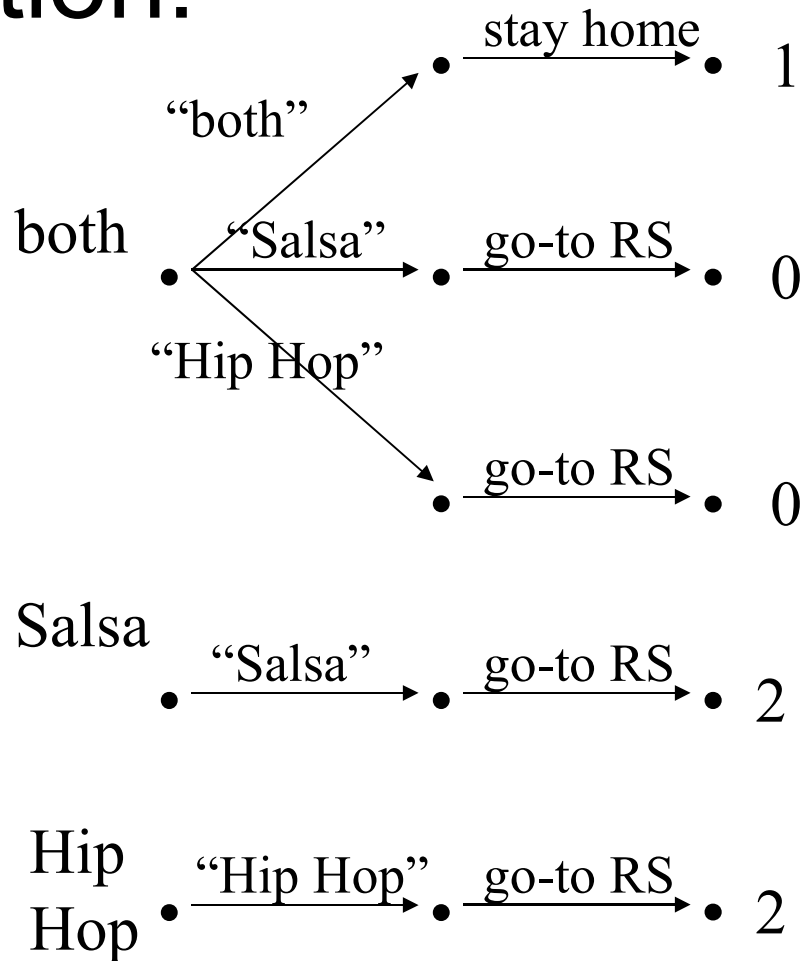 tion:
stay home
1
“both”
both
“Salsa”
go-to RS
0
“Hip Hop”
go-to RS
0
Salsa
“Salsa”
go-to RS
2
Hip
Hop
“Hip Hop”
go-to RS
2